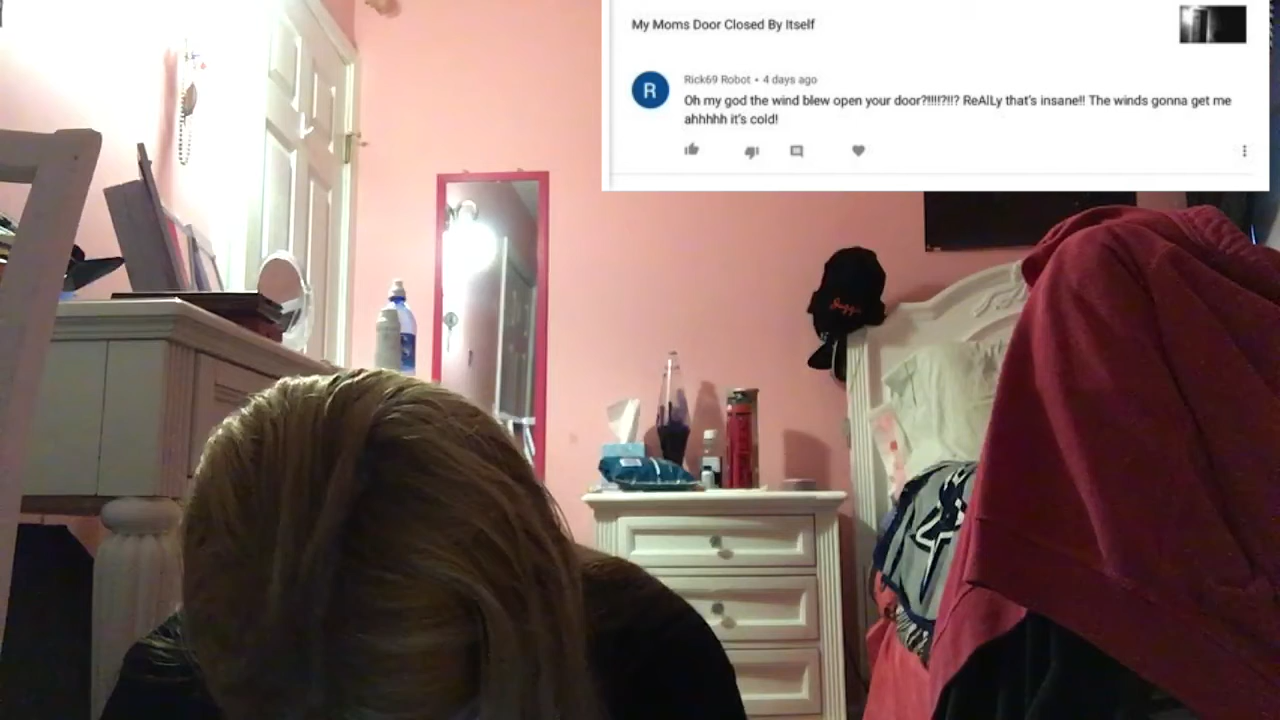 My Moms Door Closed By Itself
R
Rick69 Robot • 4 days ago
Oh my god the wind blew open your door?!!!!?!!? ReAlLy that's insane!! The winds gonna get me
ahhhhh it's cold!